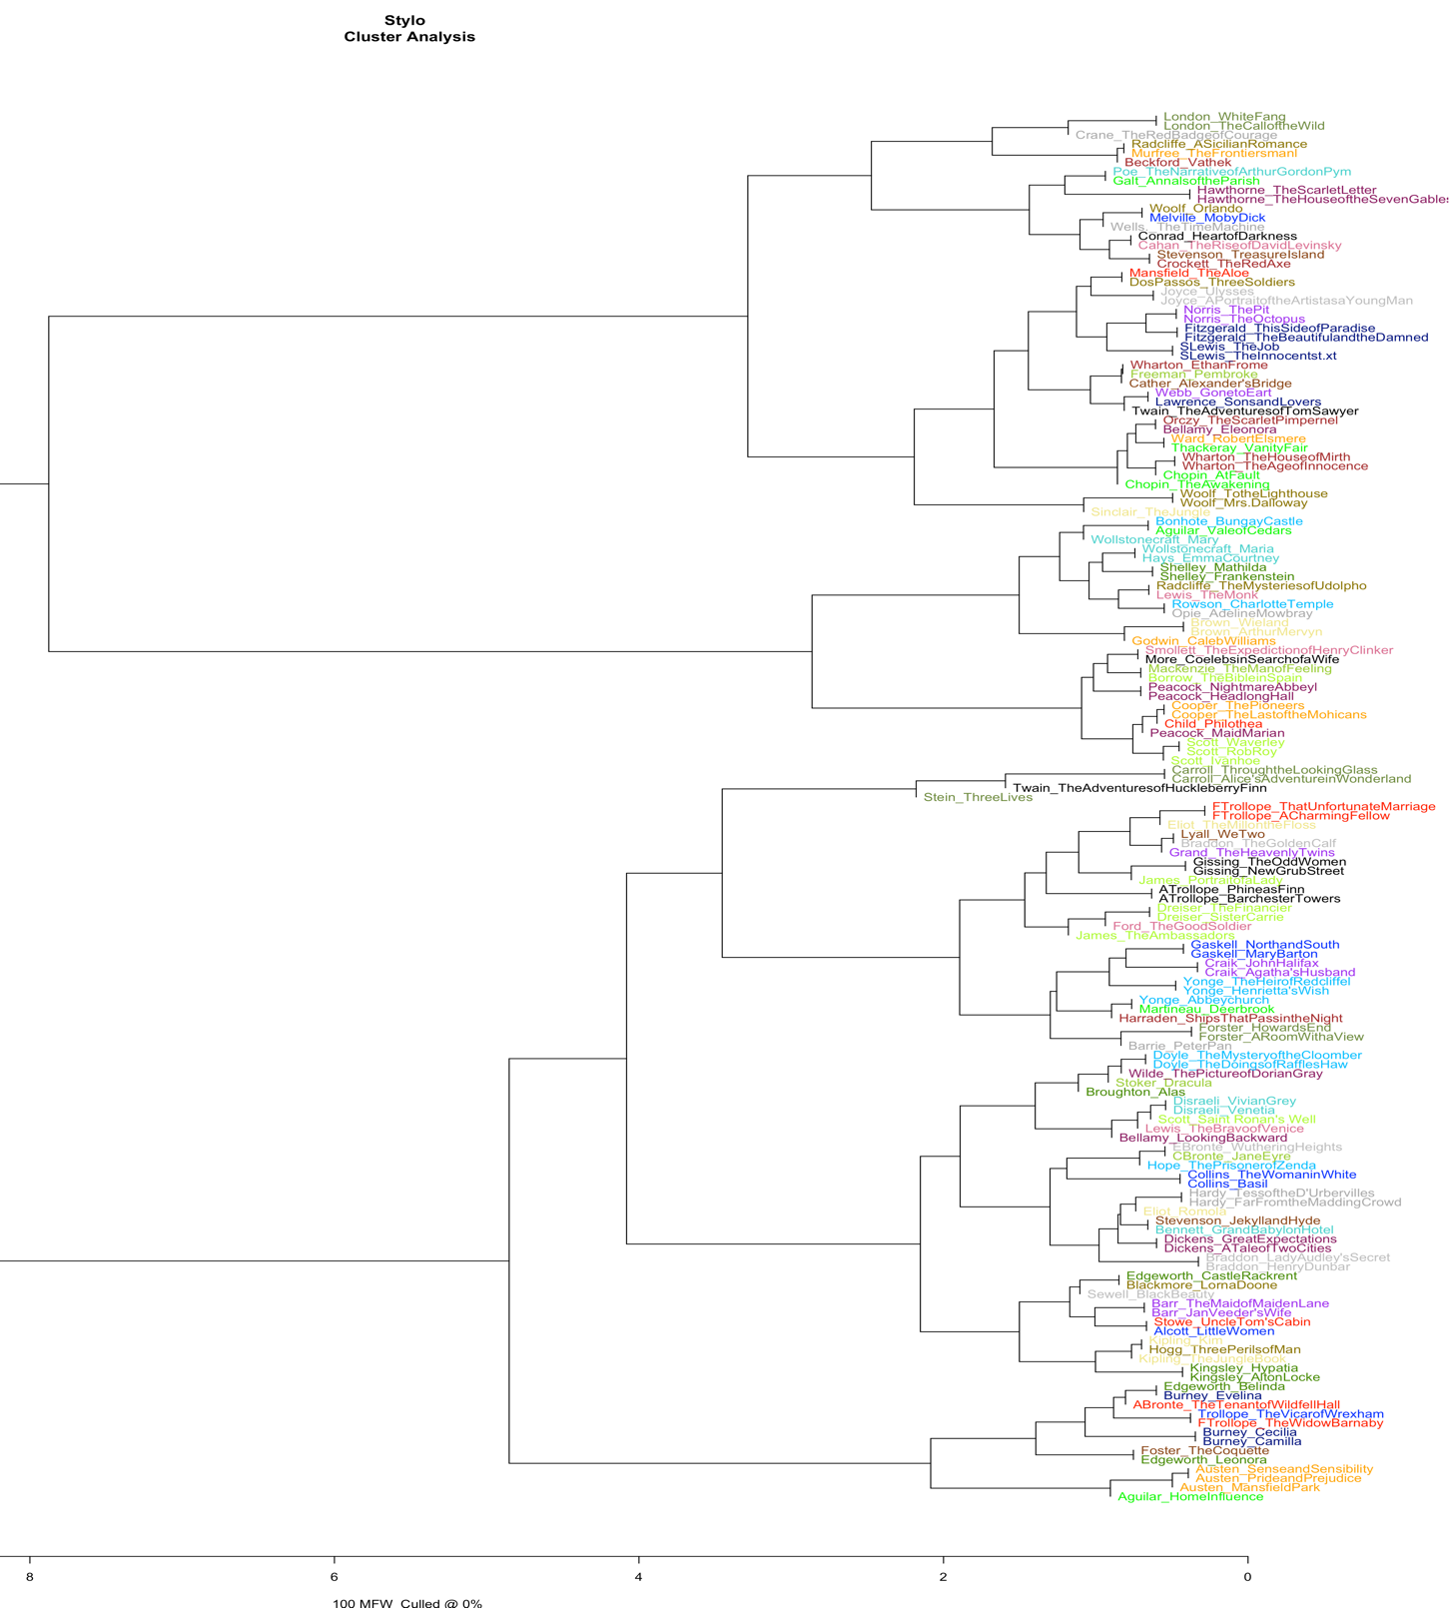 Stylo
Cluster Analysis
London_WhiteFang
London_TheCalloftheWild
Crane_TheRedBadgeofCourage
Radcliffe_ASicilianRomance
Murfree_TheFrontiersmanI
Beckford_Vathek
Poe_TheNarrativeofArthurGordonPym
Galt_AnnalsoftheParish
Hawthorne_TheScarletLetter
Hawthorne_TheHouseoftheSevenGables
Woolf_Orlando
Melville_MobyDick
Wells_TheTimeMachine
Conrad_HeartofDarkness
Cahan_TheRiseofDavidLevinsky
Stevenson_TreasureIsland
Crockett_TheRedAxe
Mansfield_TheAloe
DosPassos_ThreeSoldiers
Joyce_Ulysses
Joyce_APortraitoftheArtistasaYoungMan
Norris_ThePit
Norris_TheOctopus
Fitzgerald_ThisSideofParadise
Fitzgerald_TheBeautifulandtheDamned
SLewis_TheJob
SLewis_TheInnocentst.xt
Wharton_EthanFrome
Freeman_Pembroke
Cather_Alexander'sBridge
Webb_GonetoEart
Lawrence_SonsandLovers
Twain_TheAdventuresofTomSawyer
Orczy_TheScarletPimpernel
Bellamy_Eleonora
Ward_RobertElsmere
Thackeray_VanityFair
Wharton_TheHouseofMirth
Wharton_TheAgeofInnocence
Chopin_AtFault
Chopin_TheAwakening
Woolf_TotheLighthouse
Woolf_Mrs.Dalloway
Sinclair_TheJungle
Bonhote_BungayCastle
Aguilar_ValeofCedars
Wollstonecraft_Mary
Wollstonecraft_Maria
Hays_EmmaCourtney
Shelley_Mathilda
Shelley_Frankenstein
Radcliffe_TheMysteriesofUdolpho
Lewis_TheMonk
Rowson_CharlotteTemple
Opie_AdelineMowbray
Brown_Wieland
Brown_ArthurMervyn
Godwin_CalebWilliams
Smollett_TheExpeditionofHenryClinker
More_CoelebsinSearchofaWife
Mackenzie_TheManofFeeling
Borrow_TheBibleinSpain
Peacock_NightmareAbbeyI
Peacock_HeadlongHall
Cooper_ThePioneers
Cooper_TheLastoftheMohicans
Child_Philothea
Peacock_MaidMarian
Scott_Waverley
Scott_RobRoy
Scott_Ivanhoe
Carroll_ThroughtheLookingGlass
Carroll_Alice'sAdventureinWonderland
Twain_TheAdventuresofHuckleberryFinn
Stein_ThreeLives
FTrollope_ThatUnfortunateMarriage
FTrollope_ACharmingFellow
Eliot_TheMillontheFloss
Lyall_WeTwo
Braddon_TheGoldenCalf
Grand_TheHeavenlyTwins
Gissing_TheOddWomen
Gissing_NewGrubStreet
James_PortraitofaLady
ATrollope_PhineasFinn
ATrollope_BarchesterTowers
Dreiser_TheFinancier
Dreiser_SisterCarrie
Ford_TheGoodSoldier
James_TheAmbassadors
Gaskell_NorthandSouth
Gaskell_MaryBarton
Craik_JohnHalifax
Craik_Agatha'sHusband
Yonge_TheHeirofRedcliffeI
Yonge_Henrietta'sWish
Yonge_Abbeychurch
Martineau_Deerbrook
Harraden_ShipsThatPassintheNight
Forster_HowardsEnd
Forster_ARoomWithaView
Barrie_PeterPan
Doyle_TheMysteryoftheCloomber
Doyle_TheDoingsofRafflesHaw
Wilde_ThePictureofDorianGray
Stoker_Dracula
Broughton_Alas
Disraeli_VivianGrey
Disraeli_Venetia
Scott_Saint Ronan's Well
Lewis_TheBravoofVenice
Bellamy_LookingBackward
EBronte_WutheringHeights
CBronte_JaneEyre
Hope_ThePrisonerofZenda
Collins_TheWomaninWhite
Collins_Basil
Hardy_TessoftheD'Urbervilles
Hardy_FarFromtheMaddingCrowd
Eliot_Romola
Stevenson_JekyllandHyde
Bennett_GrandBabylonHotel
Dickens_GreatExpectations
Dickens_ATaleofTwoCities
Braddon_LadyAudley'sSecret
Braddon_HenryDunbar
Edgeworth_CastleRackrent
Blackmore_LornaDoone
Sewell_BlackBeauty
Barr_TheMaidofMaidenLane
Barr_JanVeeder'sWife
Stowe_UncleTom'sCabin
Alcott_LittleWomen
Kipling_Kim
Hogg_ThreePerilsofMan
Kipling_TheJungleBook
Kingsley_Hypatia
Kingsley_AltonLocke
Edgeworth_Belinda
Burney_Evelina
ABronte_TheTenantofWildfellHall
Trollope_TheVicarofWrexham
FTrollope_TheWidowBarnaby
Burney_Cecilia
Burney_Camilla
Foster_TheCoquette
Edgeworth_Leonora
Austen_SenseandSensibility
Austen_PrideandPrejudice
Austen_MansfieldPark
Aguilar_HomeInfluence
8 6 4 2 0
100 MFW Culled @ 0%